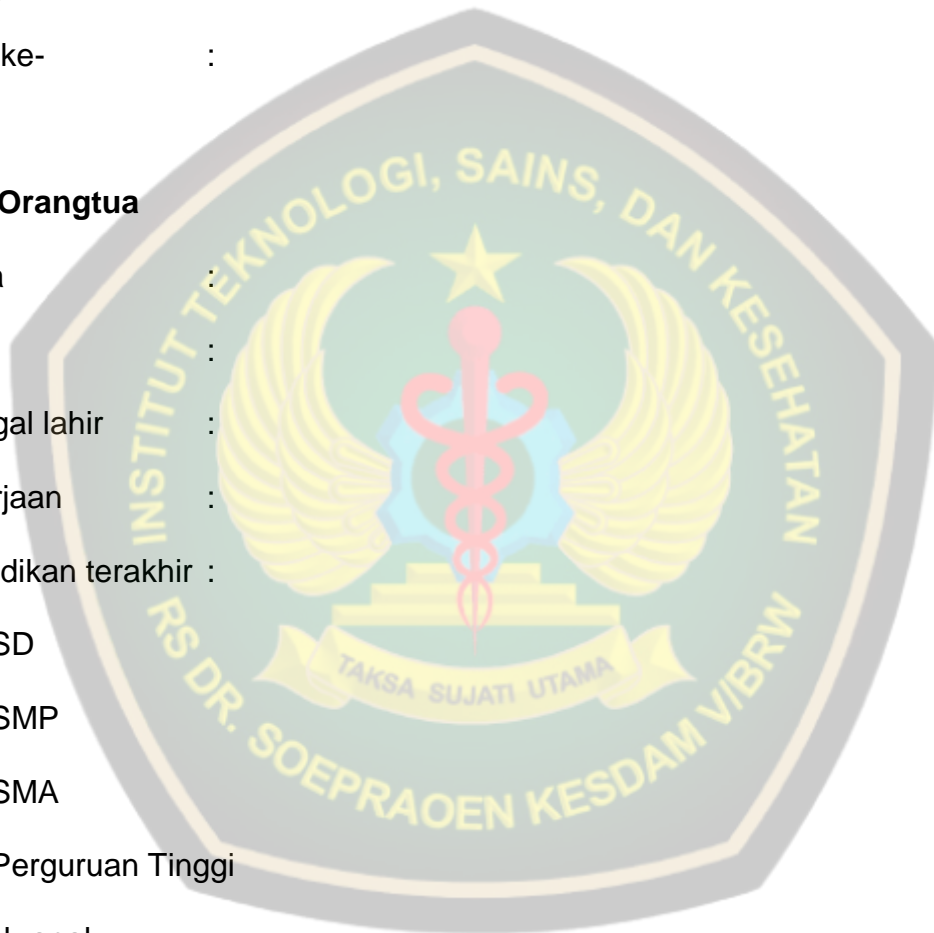 ke- :
Orangtua
:
:
gal lahir :
rjaan :
dikan terakhir :
SD
SMP
SMA
Perguruan Tinggi
INSTITUT TEKNOLOGI, SAINS, DAN KESEHATAN
TAKSA SUJATI UTAMA
RS DR. SOEPRAOEN KESDAM V/BRW